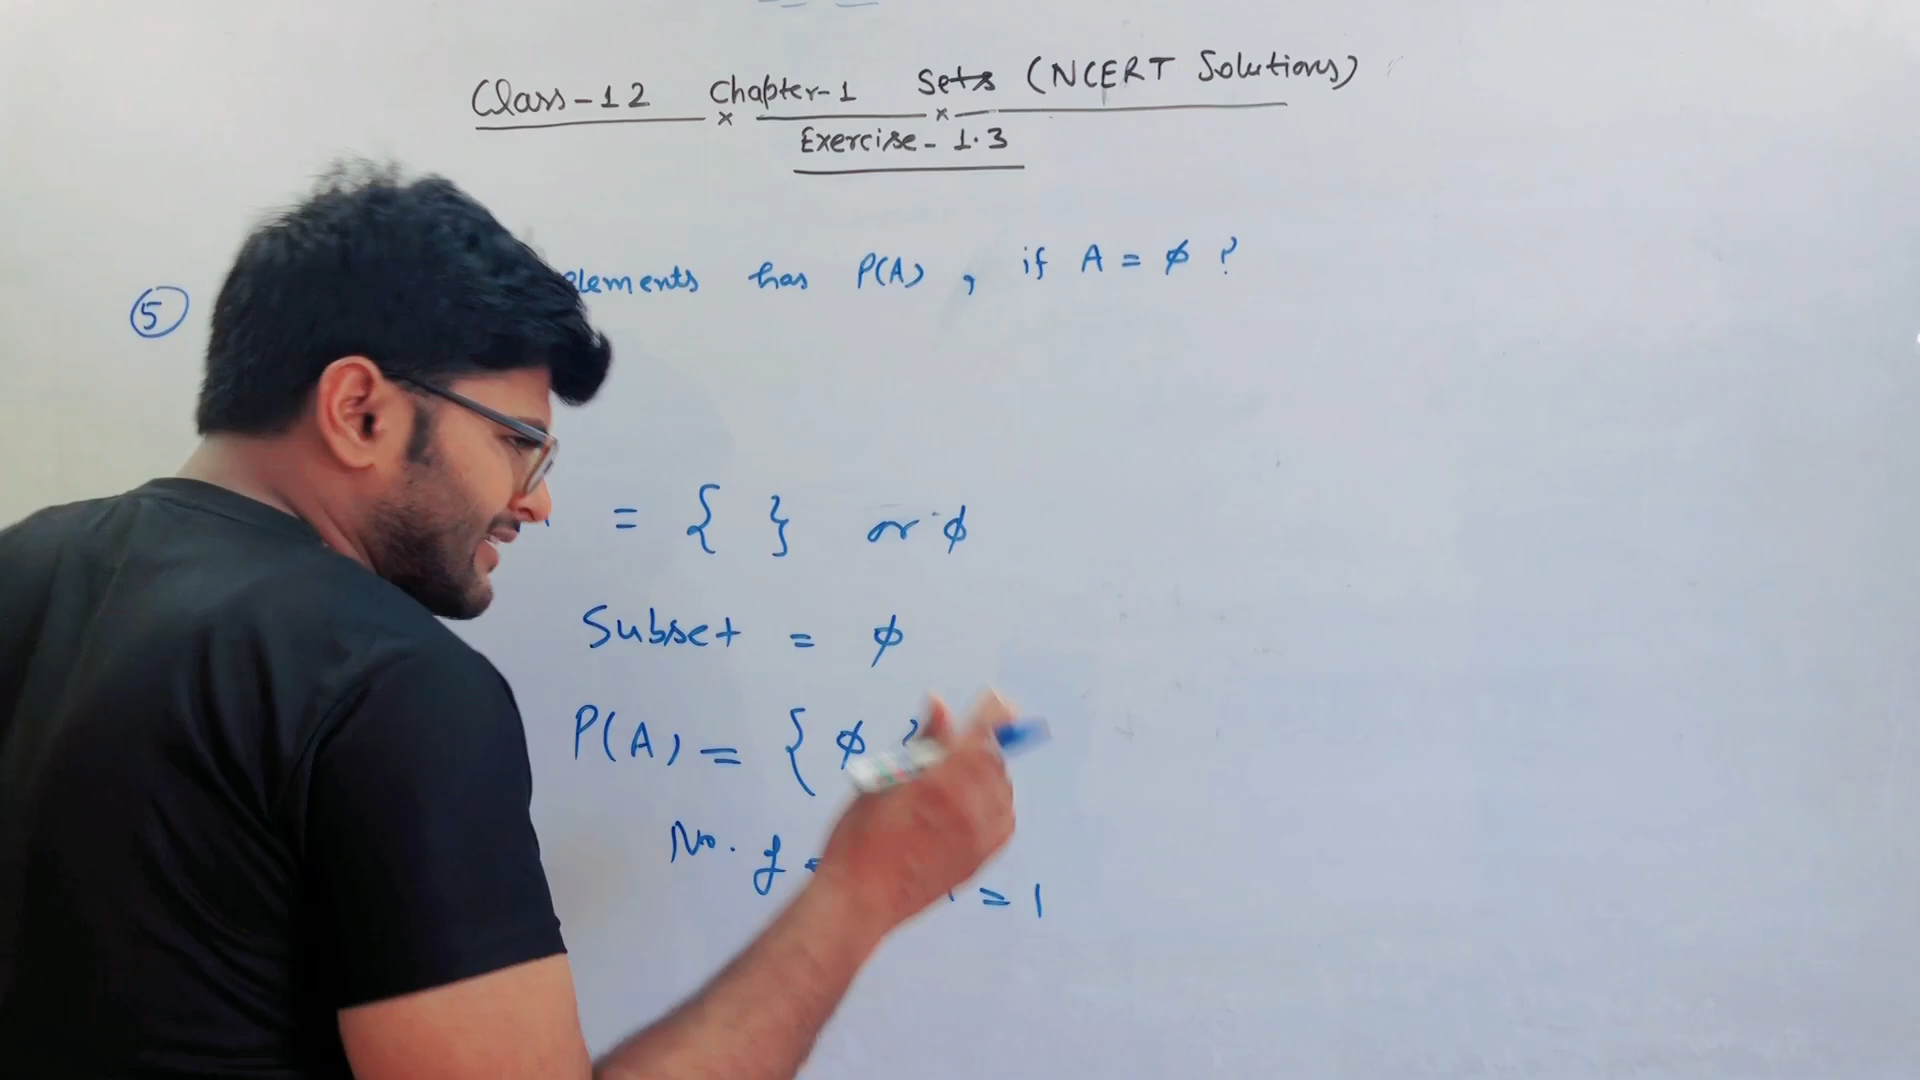 Class-12 Chapter-1 Sets (NCERT Solutions)
Exercise- 1.3
5 elements has P(A), if A = ϕ ?
= { } or ϕ
Subset = ϕ
P(A) = { ϕ }
No. of = 1